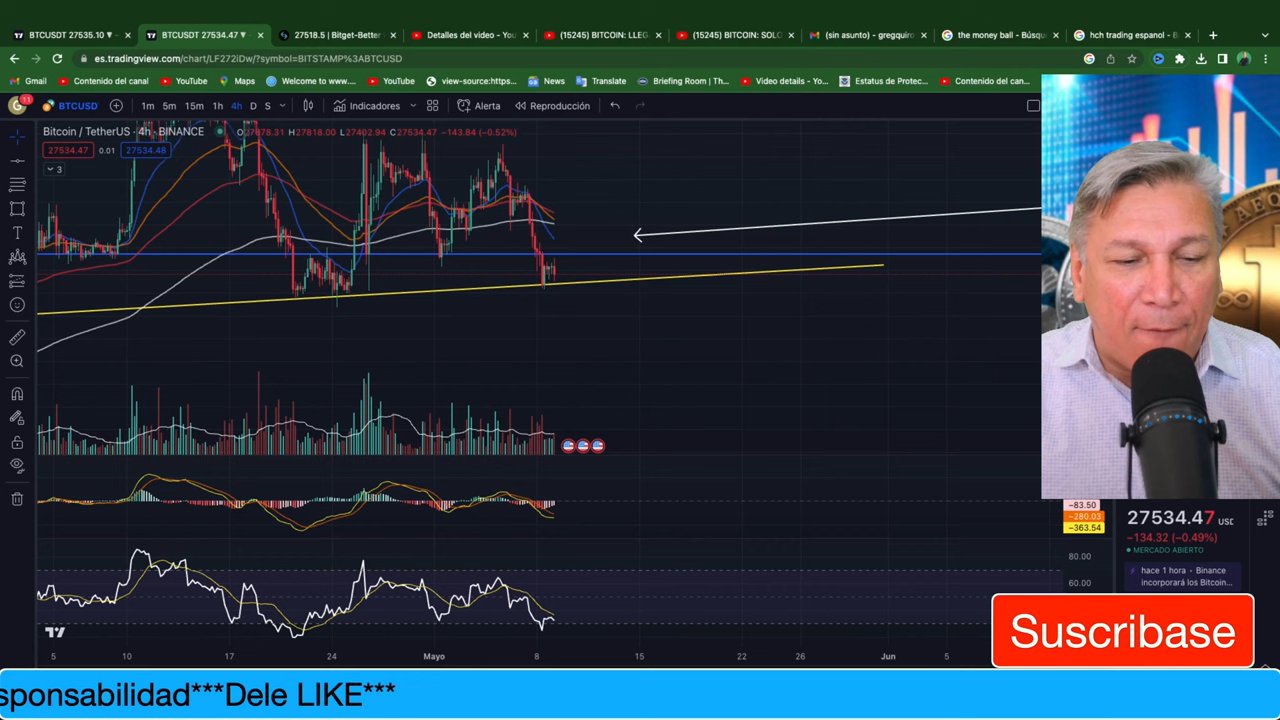 BTCUSDT 27535.10
BTCUSDT 27534.47
27518.5 | Bitget-Better
Detalles del video - You
(15245) BITCOIN: LLEG
(15245) BITCOIN: SOLO
(sin asunto) - gregquiro
the money ball - Búsqu
hch trading espanol - B
es.tradingview.com/chart/LF272iDw/?symbol=BITSTAMP%3ABTCUSD
Gmail
Contenido del canal
YouTube
Maps
Welcome to www....
YouTube
view-source:https...
News
Translate
Briefing Room | Th...
Video details - Yo...
Estatus de Protec...
Contenido del can...
11
BTCUSD
1m 5m 15m 1h 4h D S
Indicadores
Alerta
Reproducción
Bitcoin / TetherUS · 4h · BINANCE
O27678.31 H27818.00 L27402.94 C27534.47 −143.84 (−0.52%)
27534.47 0.01 27534.48
3
−83.50
−280.03
−363.54
80.00
60.00
5 10 17 24 Mayo 8 15 22 26 Jun 5
27534.47 USD
−134.32 (−0.49%)
MERCADO ABIERTO
hace 1 hora · Binance
incorporará los Bitcoin...
Suscribase
sponsabilidad***Dele LIKE***